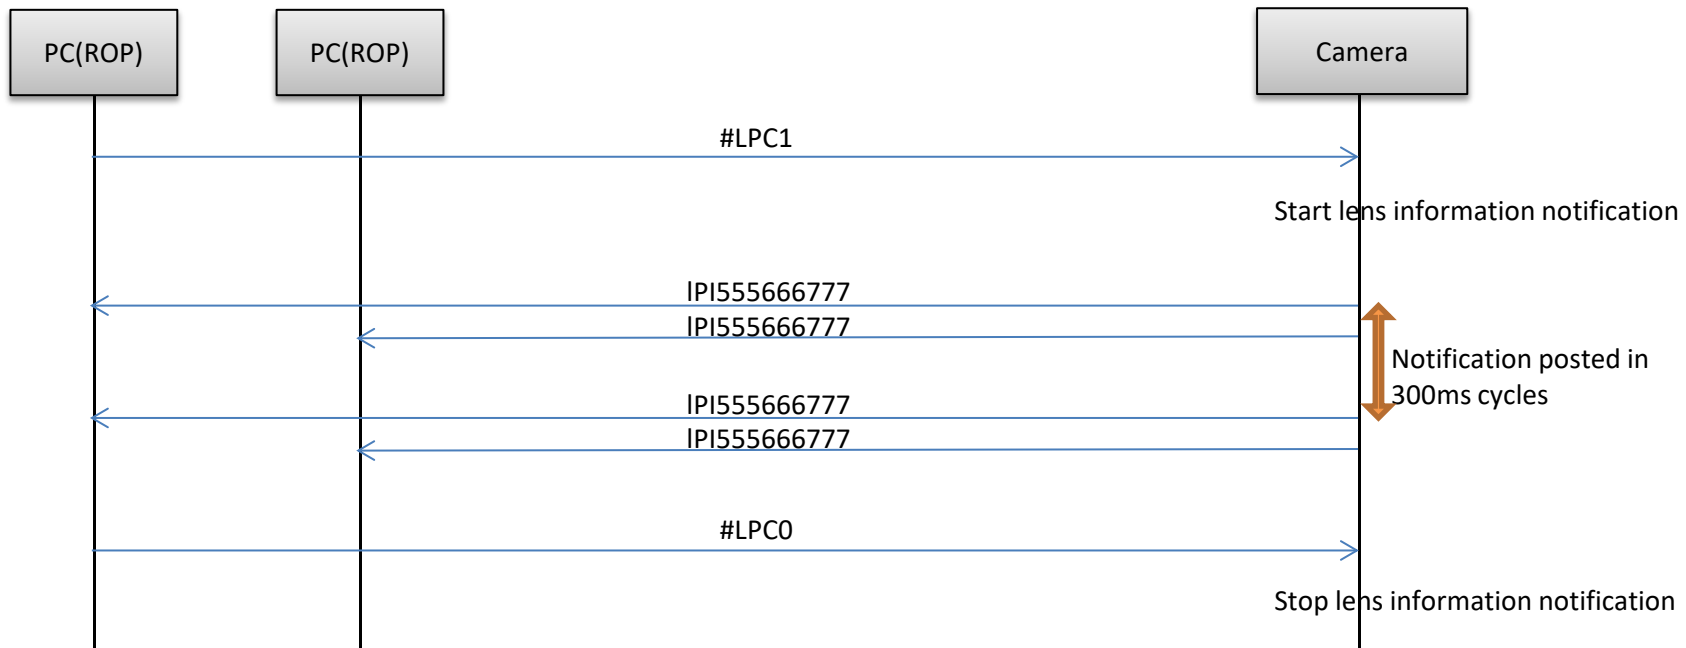 PC(ROP)
PC(ROP)
Camera
#LPC1
Start lens information notification
lPI555666777
lPI555666777
Notification posted in
300ms cycles
lPI555666777
lPI555666777
#LPC0
Stop lens information notification